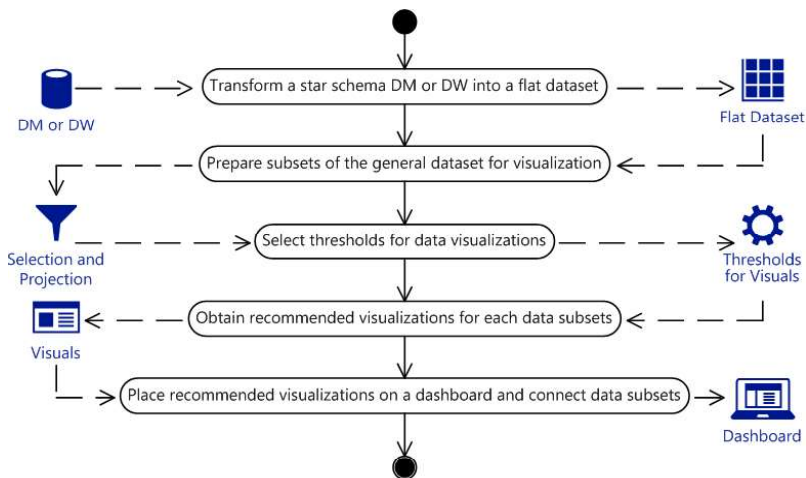 Transform a star schema DM or DW into a flat dataset
DM or DW
Flat Dataset
Prepare subsets of the general dataset for visualization
Select thresholds for data visualizations
Selection and
Projection
Thresholds
for Visuals
Obtain recommended visualizations for each data subsets
Visuals
Place recommended visualizations on a dashboard and connect data subsets
Dashboard